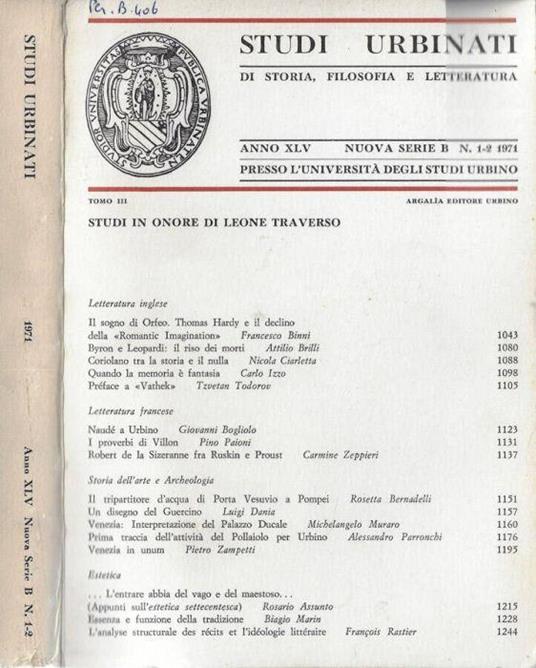 Per. B. 406
STUDI URBINATI
1971
Anno XLV Nuova Serie B N. 1-2
STUDIOR UNIVERSITAS PUBLICA URBINATUM
STUDI URBINATI
DI STORIA, FILOSOFIA E LETTERATURA
ANNO XLV NUOVA SERIE B N. 1-2 1971
PRESSO L'UNIVERSITÀ DEGLI STUDI URBINO
TOMO III ARGALÌA EDITORE URBINO
STUDI IN ONORE DI LEONE TRAVERSO
Letteratura inglese
Il sogno di Orfeo. Thomas Hardy e il declino
della «Romantic Imagination» Francesco Binni 1043
Byron e Leopardi: il riso dei morti Attilio Brilli 1080
Coriolano tra la storia e il nulla Nicola Ciarletta 1088
Quando la memoria è fantasia Carlo Izzo 1098
Préface a «Vathek» Tzvetan Todorov 1105
Letteratura francese
Naudé a Urbino Giovanni Bogliolo 1123
I proverbi di Villon Pino Paioni 1131
Robert de la Sizeranne fra Ruskin e Proust Carmine Zeppieri 1137
Storia dell'arte e Archeologia
Il tripartitore d'acqua di Porta Vesuvio a Pompei Rosetta Bernadelli 1151
Un disegno del Guercino Luigi Dania 1157
Venezia: Interpretazione del Palazzo Ducale Michelangelo Muraro 1160
Prima traccia dell'attività del Pollaiolo per Urbino Alessandro Parronchi 1176
Venezia in unum Pietro Zampetti 1195
Estetica
... L'entrare abbia del vago e del maestoso...
(Appunti sull'estetica settecentesca) Rosario Assunto 1215
Essenza e funzione della tradizione Biagio Marin 1228
L'analyse structurale des récits et l'idéologie littéraire François Rastier 1244